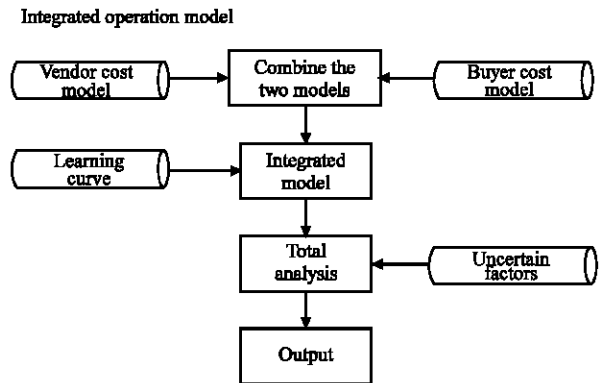 Integrated operation model
Vendor cost
model
Combine the
two models
Buyer cost
model
Learning
curve
Integrated
model
Total
analysis
Uncertain
factors
Output